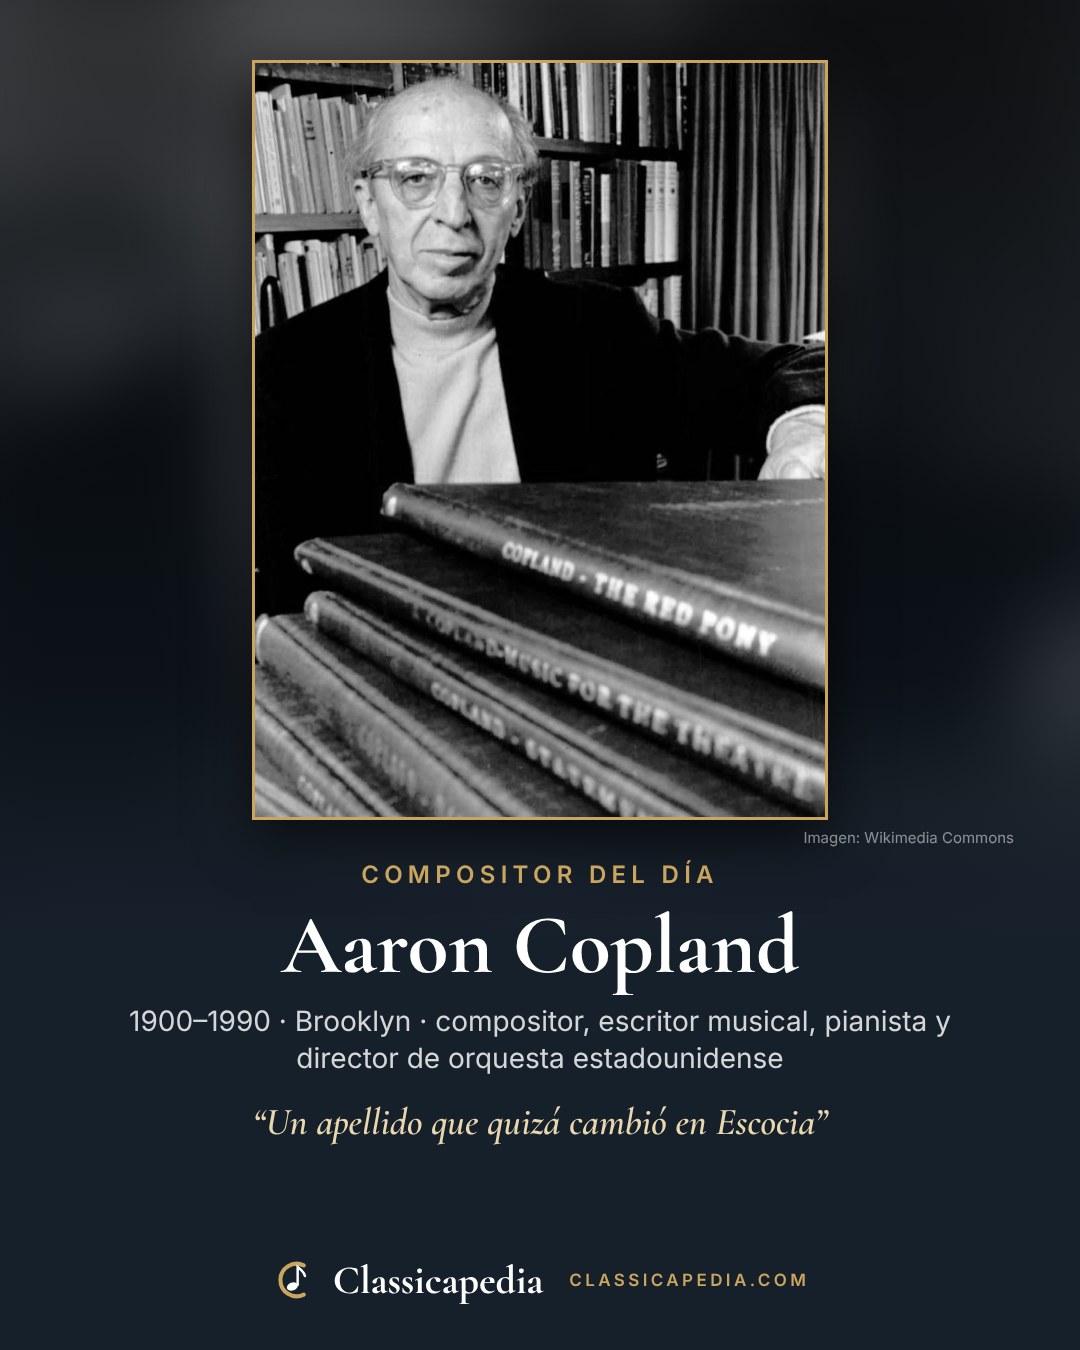 COPLAND - THE RED PONY
COPLAND - MUSIC FOR THE THEATRE
COPLAND -
Imagen: Wikimedia Commons
COMPOSITOR DEL DÍA
Aaron Copland
1900–1990 · Brooklyn · compositor, escritor musical, pianista y
director de orquesta estadounidense
“Un apellido que quizá cambió en Escocia”
Classicapedia CLASSICAPEDIA.COM